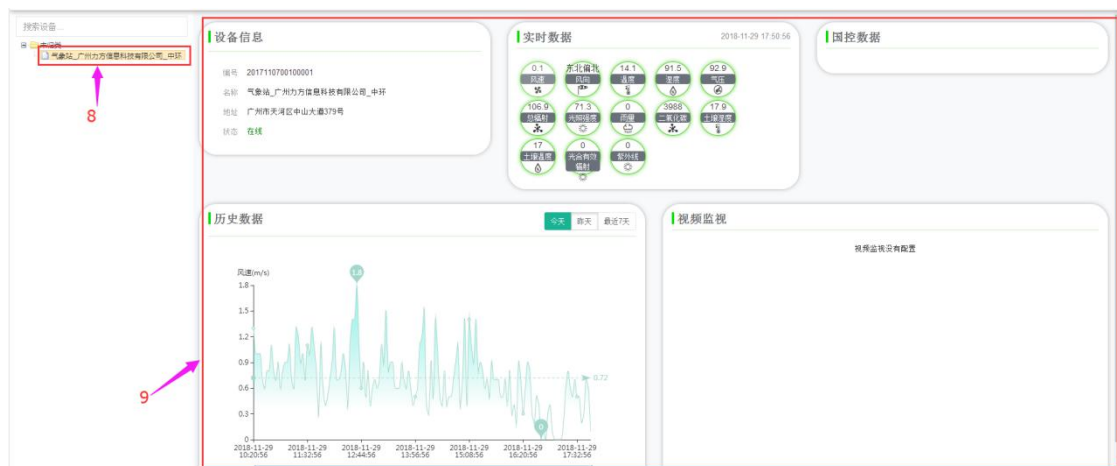 搜索设备...
未分类
气象站_广州力方信息科技有限公司_中环
8
9
设备信息
编号 2017110700100001
名称 气象站_广州力方信息科技有限公司_中环
地址 广州市天河区中山大道379号
状态 在线
实时数据 2018-11-29 17:50:56
0.1 东北偏北 14.1 91.5 92.9
风速 风向 温度 湿度 气压
106.9 71.3 0 3988 17.9
总辐射 光照强度 雨量 二氧化碳 土壤湿度
17 0 0
土壤温度 光合有效辐射 紫外线
国控数据
历史数据 今天 昨天 最近7天
风速(m/s)
1.8
1.8
1.5
1.2
0.9
0.72
0.6
0.3
0
0
2018-11-29 2018-11-29 2018-11-29 2018-11-29 2018-11-29 2018-11-29 2018-11-29
10:20:56 11:32:56 12:44:56 13:56:56 15:08:56 16:20:56 17:32:56
视频监视
视频监视没有配置